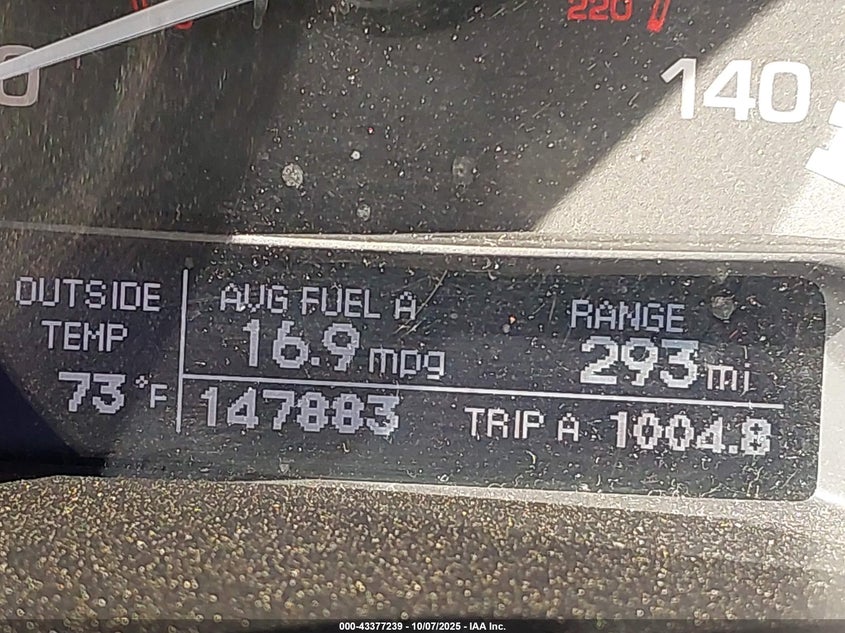 220
140
OUTSIDE
TEMP
73°F
AVG FUEL A
16.9 mpg
RANGE
293 mi
147883
TRIP A 1004.8
000-43377239 - 10/07/2025 - IAA Inc.